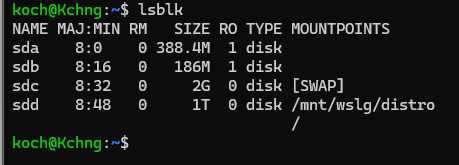 koch@Kchng:~$ lsblk
NAME MAJ:MIN RM   SIZE RO TYPE MOUNTPOINTS
sda    8:0    0 388.4M  1 disk
sdb    8:16   0   186M  1 disk
sdc    8:32   0     2G  0 disk [SWAP]
sdd    8:48   0     1T  0 disk /mnt/wslg/distro
                               /
koch@Kchng:~$